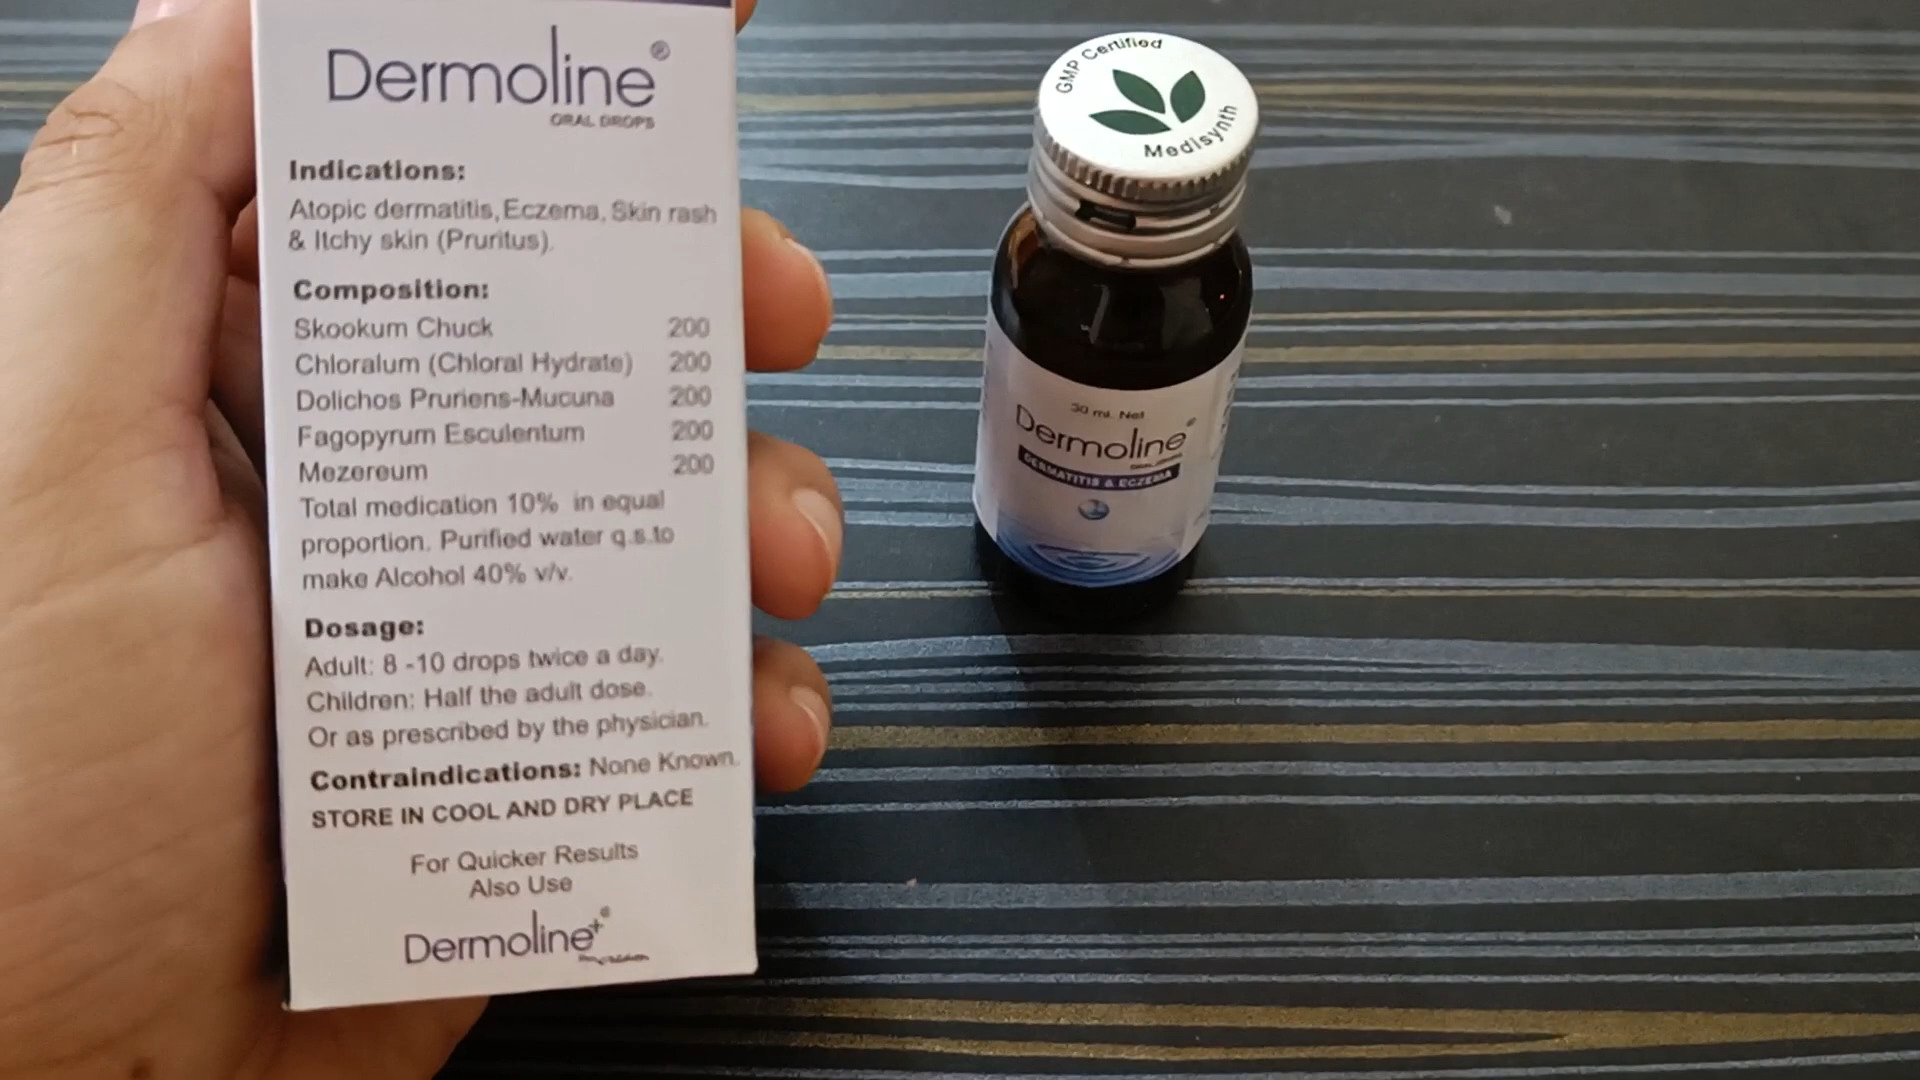 Dermoline®
ORAL DROPS
Indications:
Atopic dermatitis, Eczema, Skin rash
& Itchy skin (Pruritus).
Composition:
Skookum Chuck 200
Chloralum (Chloral Hydrate) 200
Dolichos Pruriens-Mucuna 200
Fagopyrum Esculentum 200
Mezereum 200
Total medication 10% in equal
proportion. Purified water q.s.to
make Alcohol 40% v/v.
Dosage:
Adult: 8 -10 drops twice a day.
Children: Half the adult dose.
Or as prescribed by the physician.
Contraindications: None Known.
STORE IN COOL AND DRY PLACE
For Quicker Results
Also Use
Dermoline+®
GMP Certified
Medisynth
30 ml. Net
Dermoline®
ORAL DROPS
DERMATITIS & ECZEMA